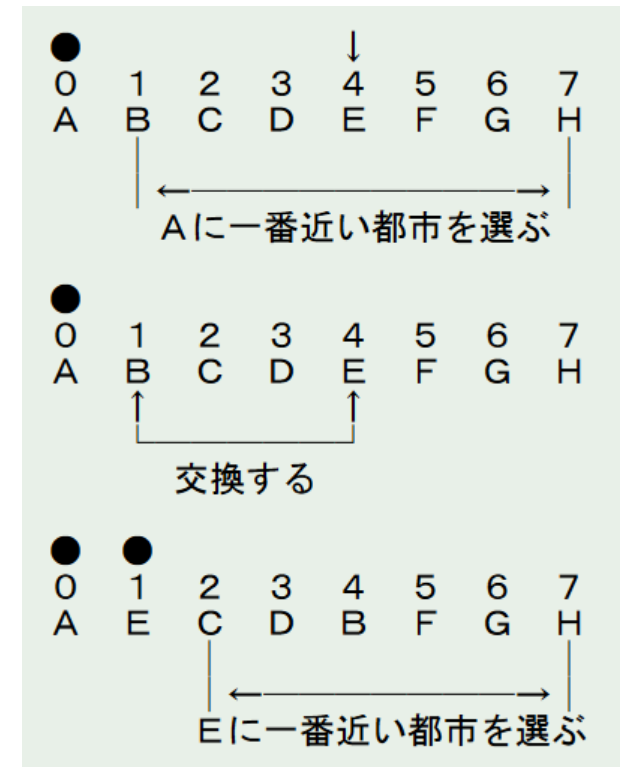 ● ↓
0 1 2 3 4 5 6 7
A B C D E F G H
←→
Aに一番近い都市を選ぶ
●
0 1 2 3 4 5 6 7
A B C D E F G H
↑ ↑
交換する
● ●
0 1 2 3 4 5 6 7
A E C D B F G H
←→
Eに一番近い都市を選ぶ